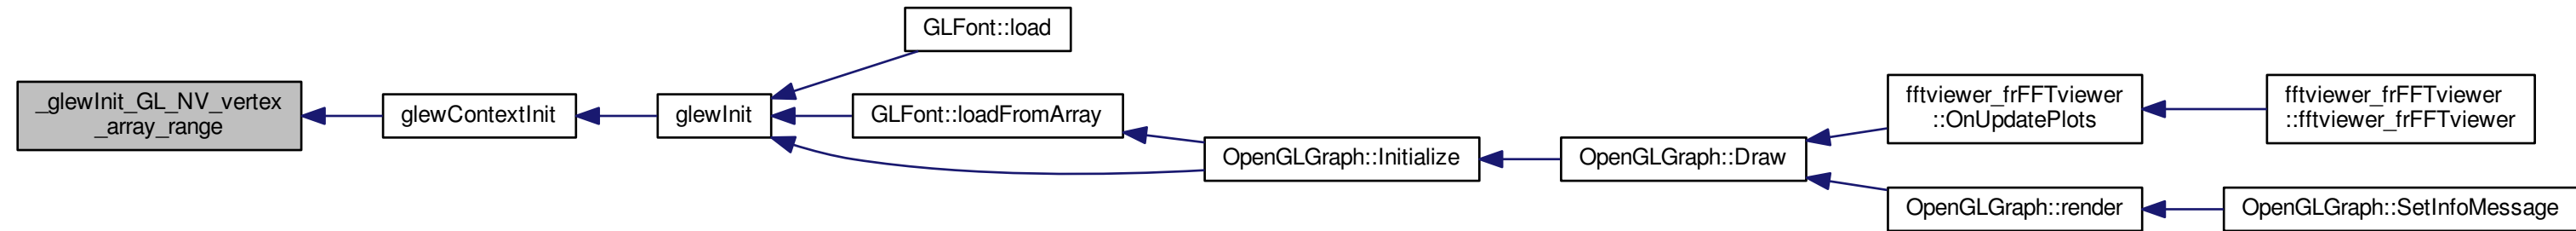 GLFont::load
_glewInit_GL_NV_vertex
_array_range
glewContextInit
glewInit
GLFont::loadFromArray
OpenGLGraph::Initialize
OpenGLGraph::Draw
fftviewer_frFFTviewer
::OnUpdatePlots
fftviewer_frFFTviewer
::fftviewer_frFFTviewer
OpenGLGraph::render
OpenGLGraph::SetInfoMessage